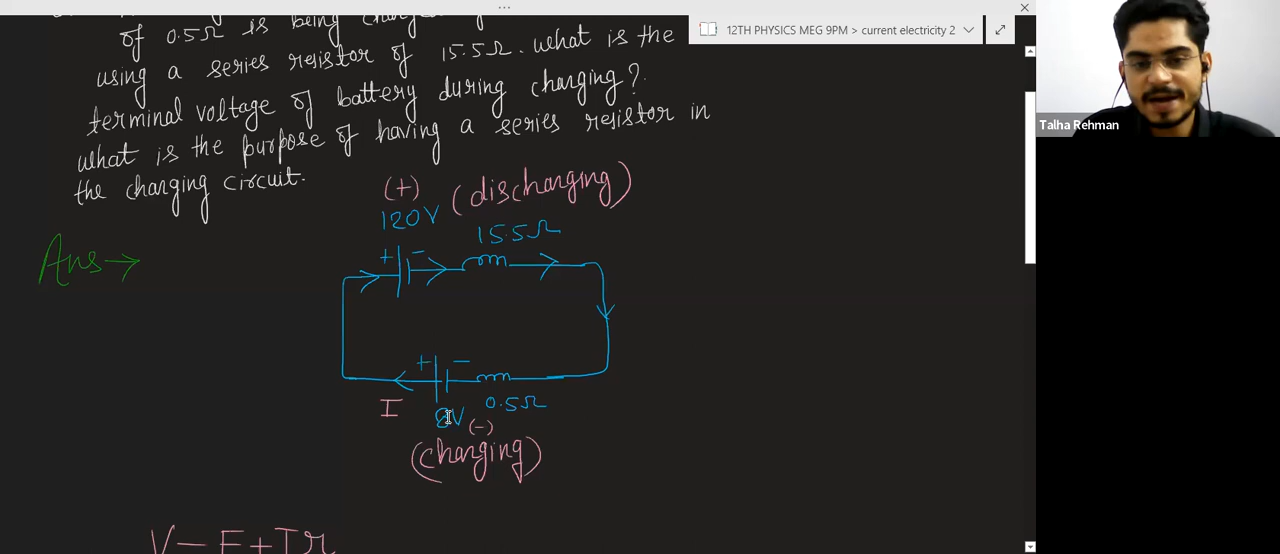 of 0.5Ω is being charged
12TH PHYSICS MEG 9PM > current electricity 2
using a series resistor of 15.5Ω. what is the
terminal voltage of battery during charging?
what is the purpose of having a series resistor in
the charging circuit.
Talha Rehman
(+) (discharging)
120V
15.5Ω
+ -
Ans →
+ -
I
8V
0.5Ω
(-)
(charging)
V = E + Ir